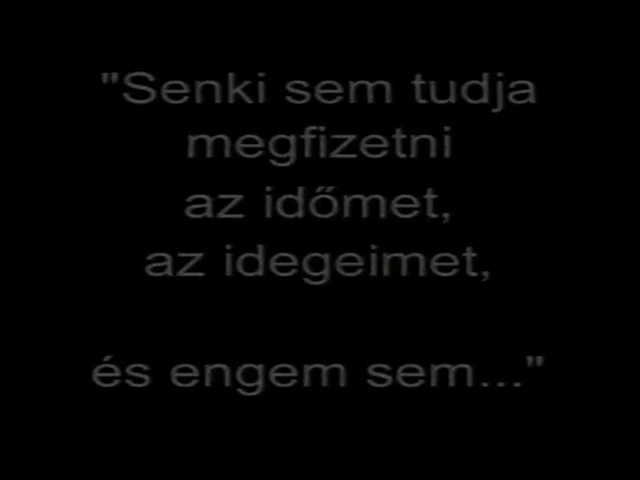 "Senki sem tudja
megfizetni
az időmet,
az idegeimet,
és engem sem..."